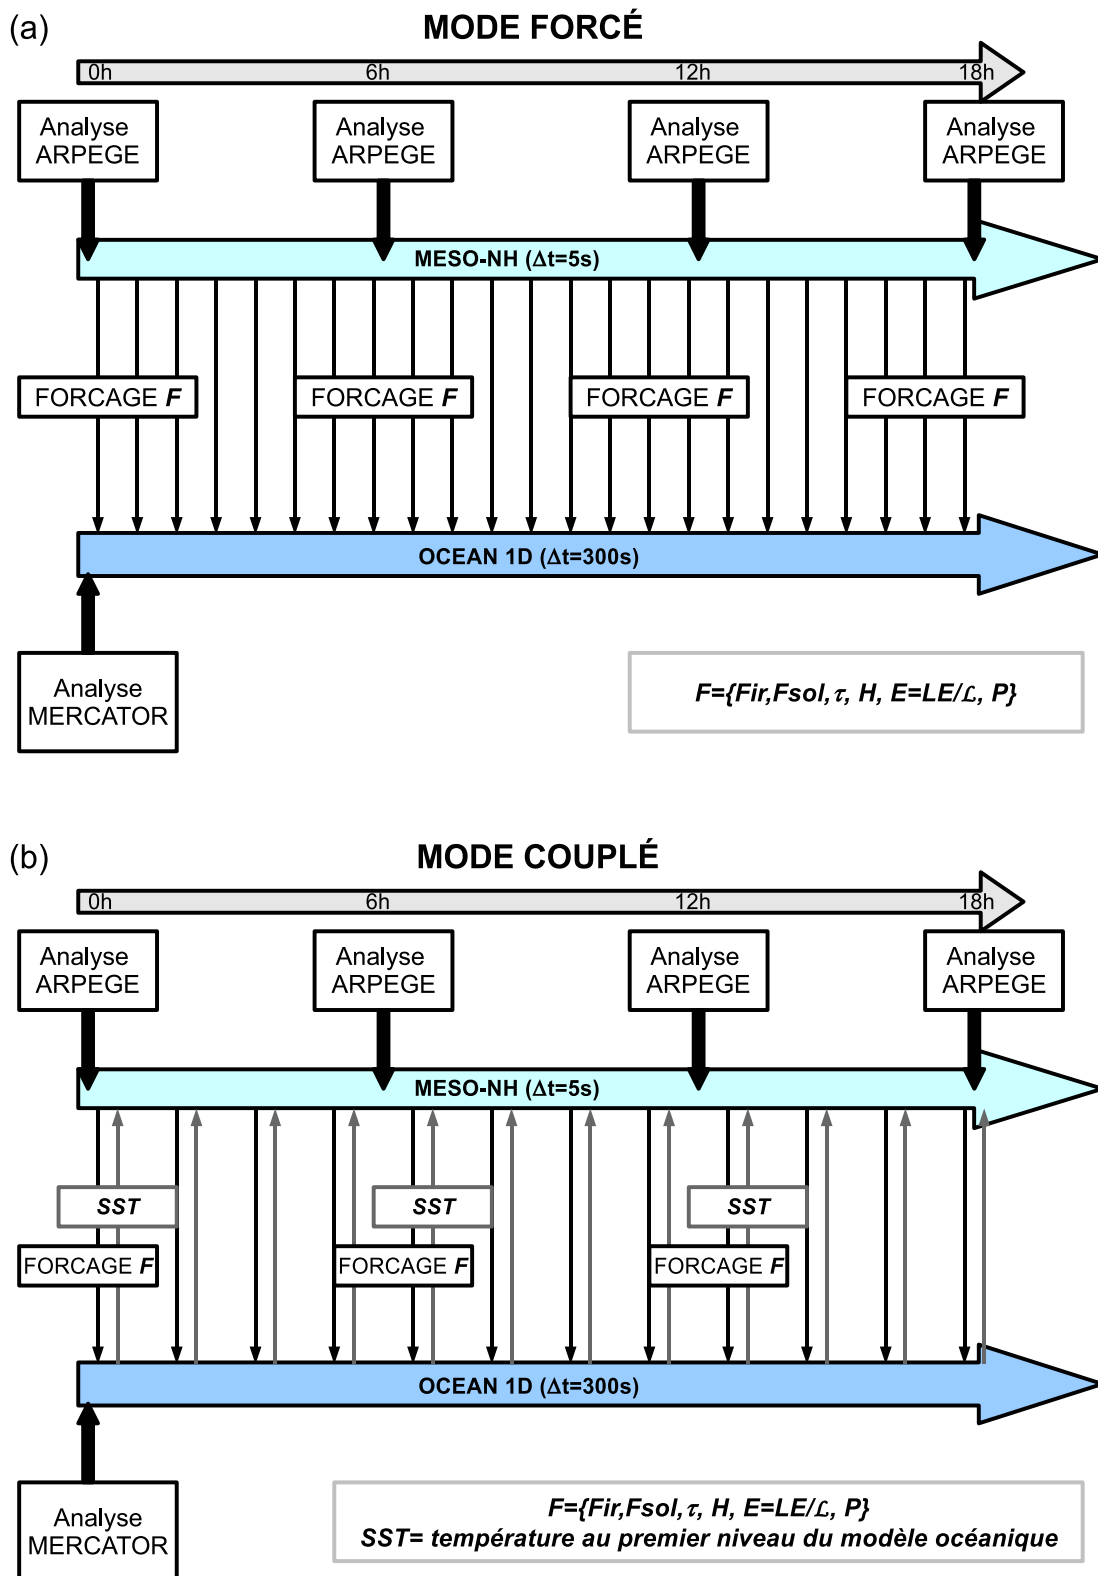 (a)
MODE FORCÉ
0h 6h 12h 18h
Analyse
ARPEGE
Analyse
ARPEGE
Analyse
ARPEGE
Analyse
ARPEGE
MESO-NH (Δt=5s)
FORCAGE F
FORCAGE F
FORCAGE F
FORCAGE F
OCEAN 1D (Δt=300s)
Analyse
MERCATOR
F={Fir,Fsol,τ, H, E=LE/ℒ, P}
(b)
MODE COUPLÉ
0h 6h 12h 18h
Analyse
ARPEGE
Analyse
ARPEGE
Analyse
ARPEGE
Analyse
ARPEGE
MESO-NH (Δt=5s)
SST
SST
SST
FORCAGE F
FORCAGE F
FORCAGE F
OCEAN 1D (Δt=300s)
Analyse
MERCATOR
F={Fir,Fsol,τ, H, E=LE/ℒ, P}
SST= température au premier niveau du modèle océanique